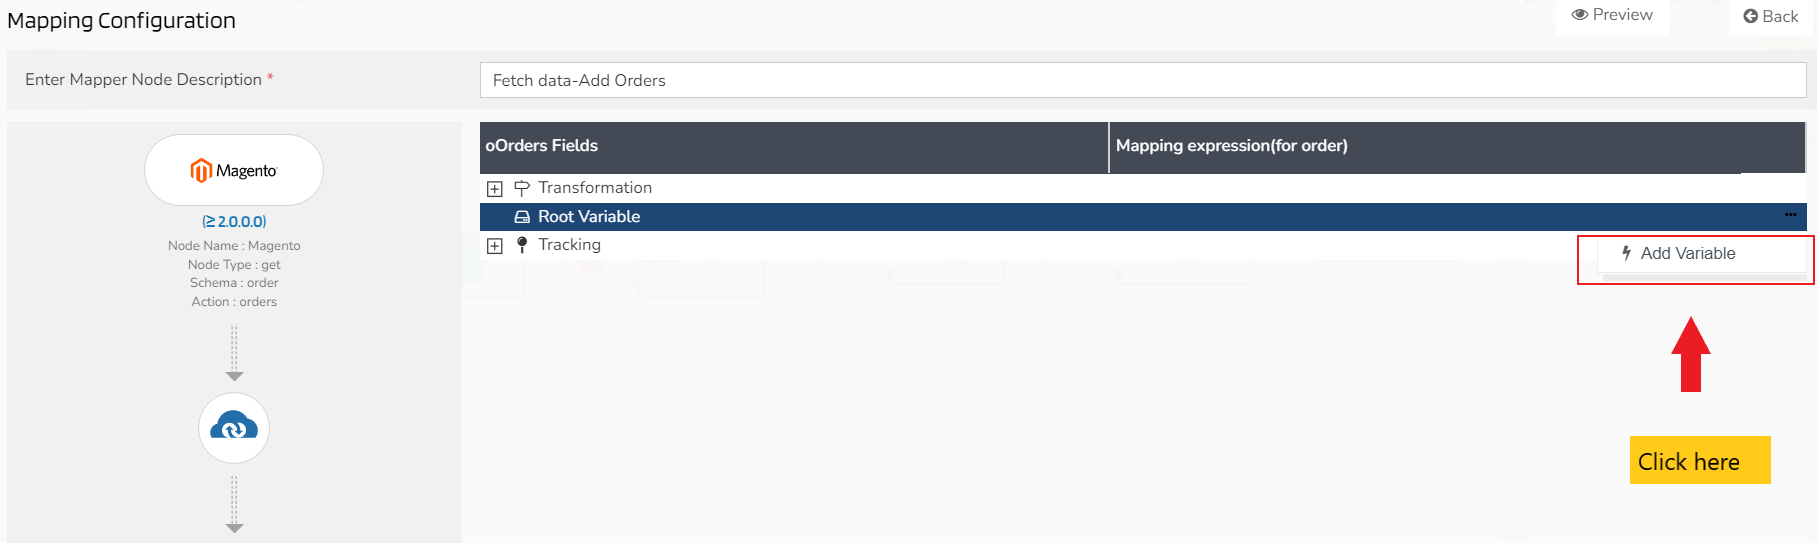 Mapping Configuration
Preview
Back
Enter Mapper Node Description *
Fetch data-Add Orders
Magento
(≥ 2.0.0.0)
Node Name : Magento
Node Type : get
Schema : order
Action : orders
oOrders Fields
Mapping expression(for order)
Transformation
Root Variable
...
Tracking
Add Variable
Click here